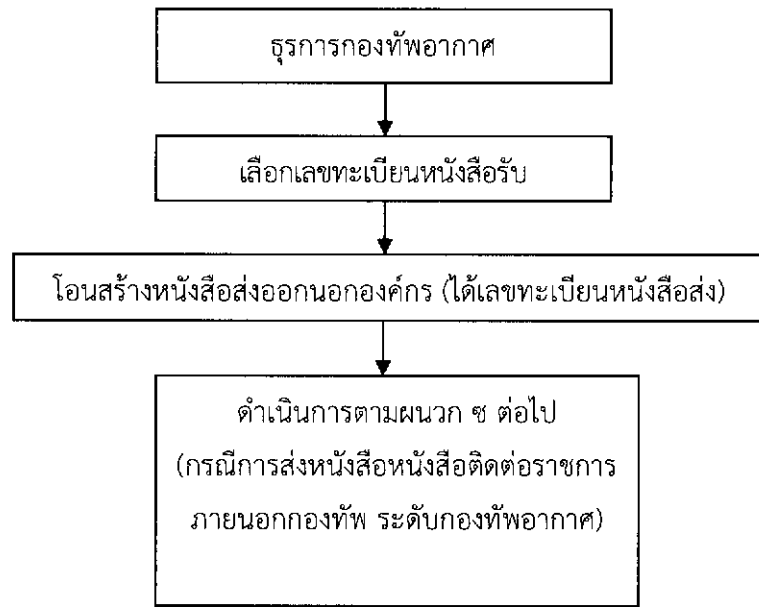 ธุรการกองทัพอากาศ
เลือกเลขทะเบียนหนังสือรับ
โอนสร้างหนังสือส่งออกนอกองค์กร (ได้เลขทะเบียนหนังสือส่ง)
ดำเนินการตามผนวก ซ ต่อไป
(กรณีการส่งหนังสือหนังสือติดต่อราชการ
ภายนอกกองทัพ ระดับกองทัพอากาศ)